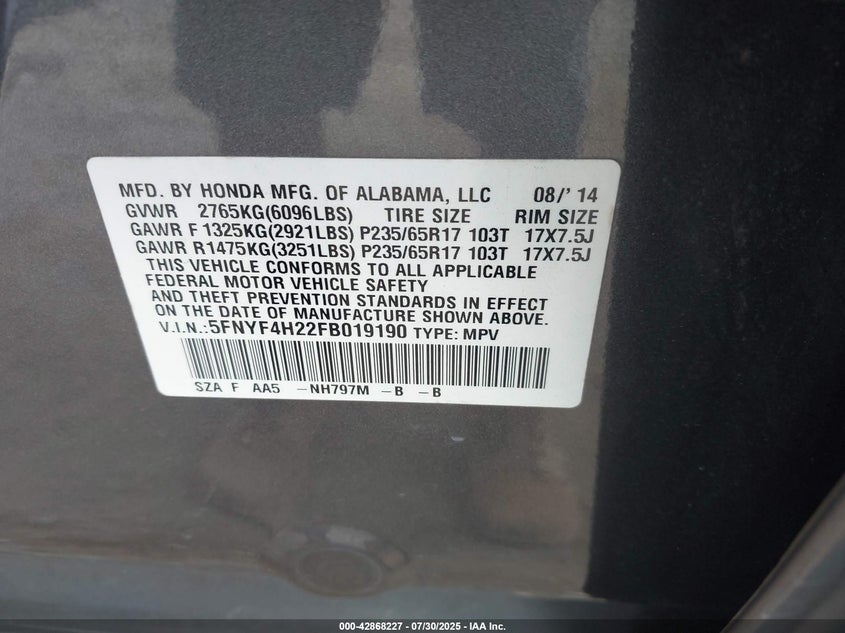 MFD. BY HONDA MFG. OF ALABAMA, LLC 08/'14
GVWR 2765KG(6096LBS) TIRE SIZE RIM SIZE
GAWR F 1325KG(2921LBS) P235/65R17 103T 17X7.5J
GAWR R1475KG(3251LBS) P235/65R17 103T 17X7.5J
THIS VEHICLE CONFORMS TO ALL APPLICABLE
FEDERAL MOTOR VEHICLE SAFETY
AND THEFT PREVENTION STANDARDS IN EFFECT
ON THE DATE OF MANUFACTURE SHOWN ABOVE.
V.I.N.:5FNYF4H22FB019190 TYPE: MPV
SZA F AA5 -NH797M -B -B
000-42868227 - 07/30/2025 - IAA Inc.